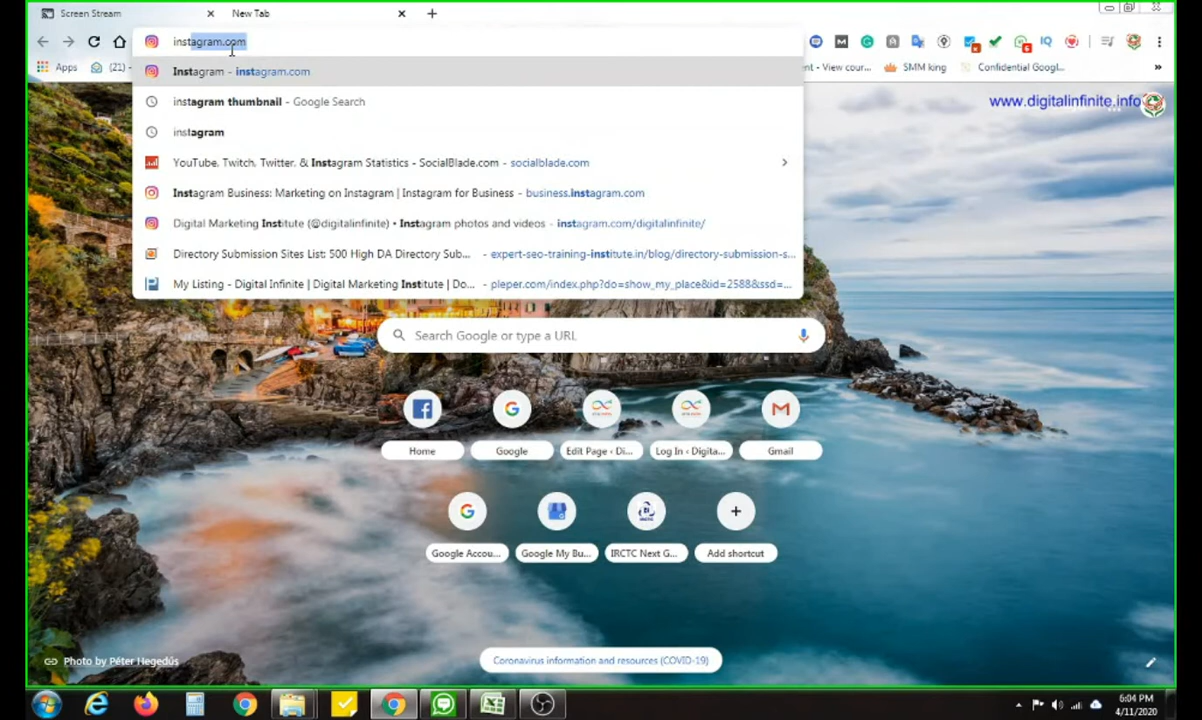 Screen Stream
New Tab
instagram.com
Apps
(21)
nt - View cour...
SMM king
Confidential Googl...
Instagram - instagram.com
instagram thumbnail - Google Search
instagram
YouTube, Twitch, Twitter, & Instagram Statistics - SocialBlade.com - socialblade.com
Instagram Business: Marketing on Instagram | Instagram for Business - business.instagram.com
Digital Marketing Institute (@digitalinfinite) • Instagram photos and videos - instagram.com/digitalinfinite/
Directory Submission Sites List: 500 High DA Directory Sub... - expert-seo-training-institute.in/blog/directory-submission-s...
My Listing - Digital Infinite | Digital Marketing Institute | Do... - pleper.com/index.php?do=show_my_place&id=2588&ssd=...
www.digitalinfinite.info
Search Google or type a URL
Home
Google
Edit Page ‹ Di...
Log In ‹ Digita...
Gmail
Google Accou...
Google My Bu...
IRCTC Next G...
Add shortcut
Photo by Péter Hegedűs
Coronavirus information and resources (COVID-19)
6:04 PM
4/11/2020